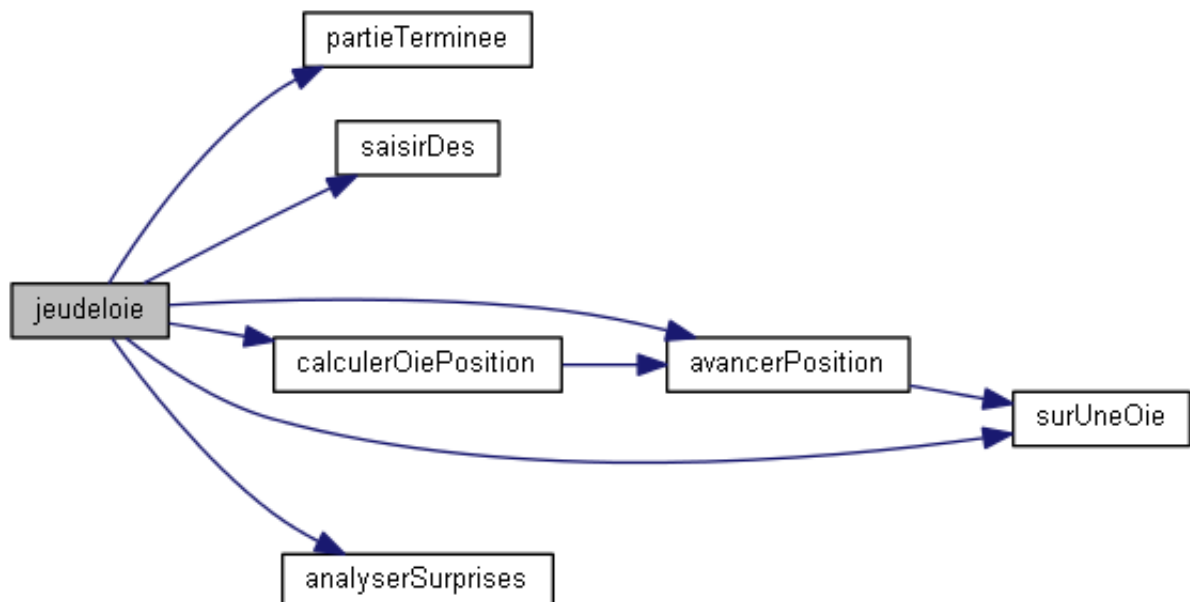 partieTerminee
saisirDes
jeudeloie
calculerOiePosition
avancerPosition
surUneOie
analyserSurprises